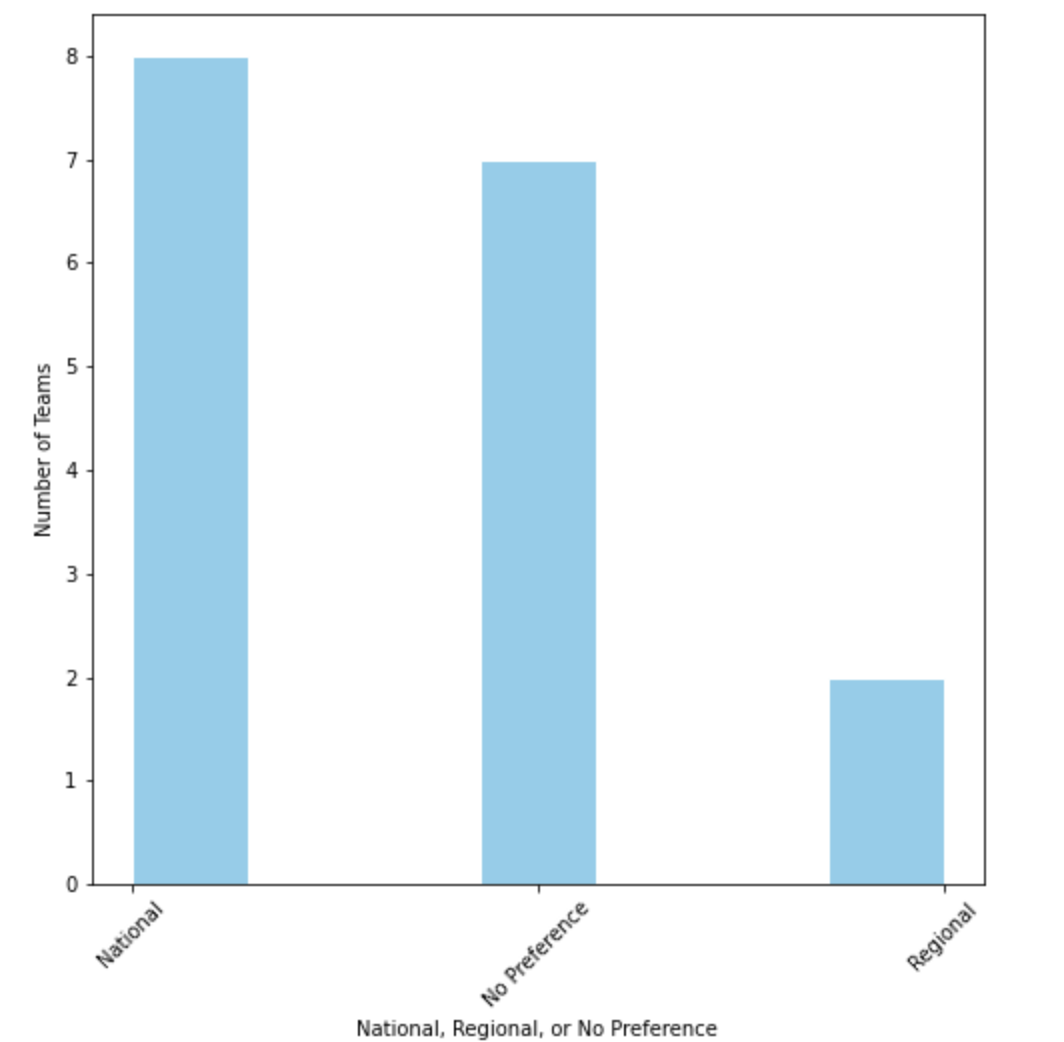 8
7
6
5
4
3
2
1
0
Number of Teams
National
No Preference
Regional
National, Regional, or No Preference